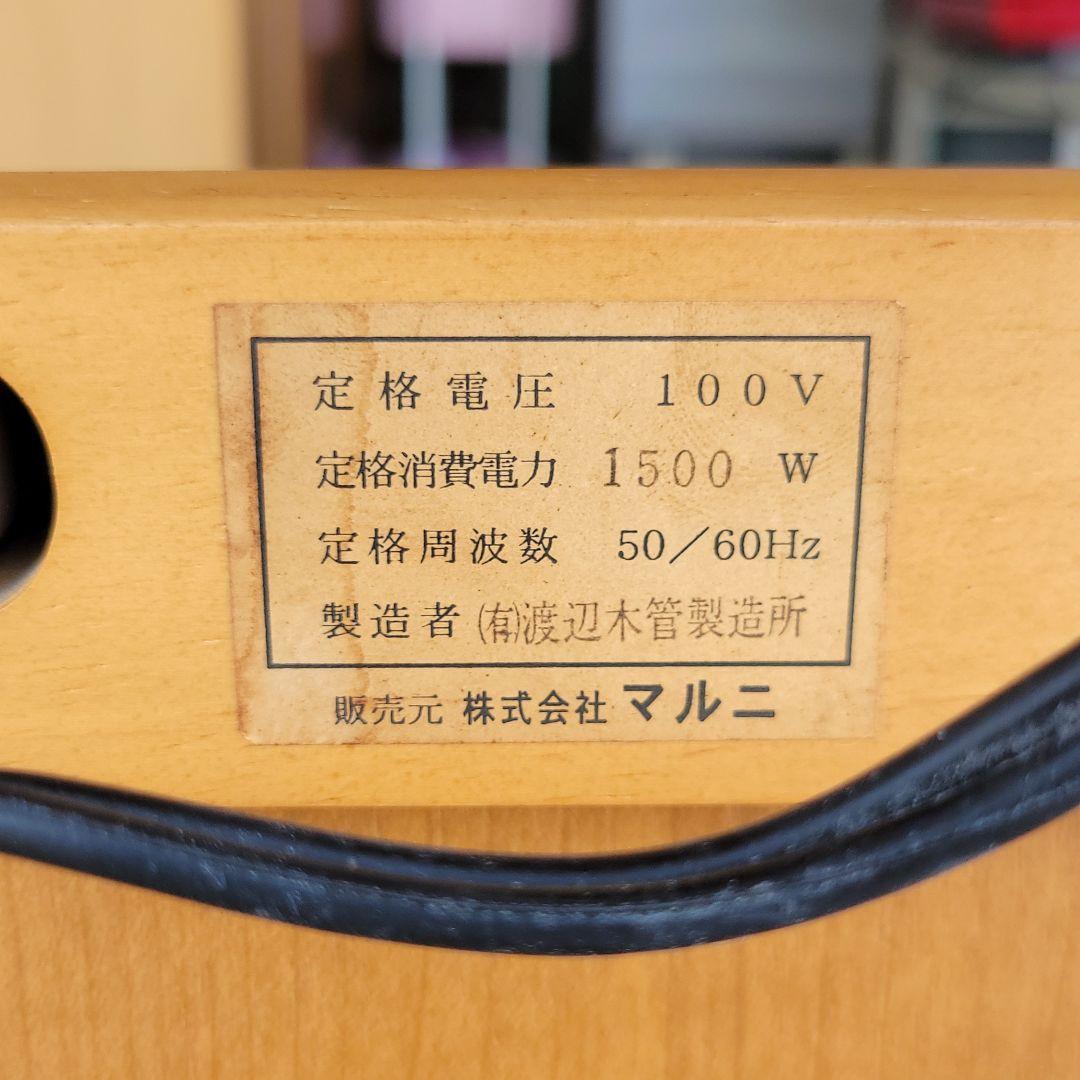 定格電圧 100V
定格消費電力 1500 W
定格周波数 50/60Hz
製造者 ㈲渡辺木管製造所
販売元 株式会社 マルニ